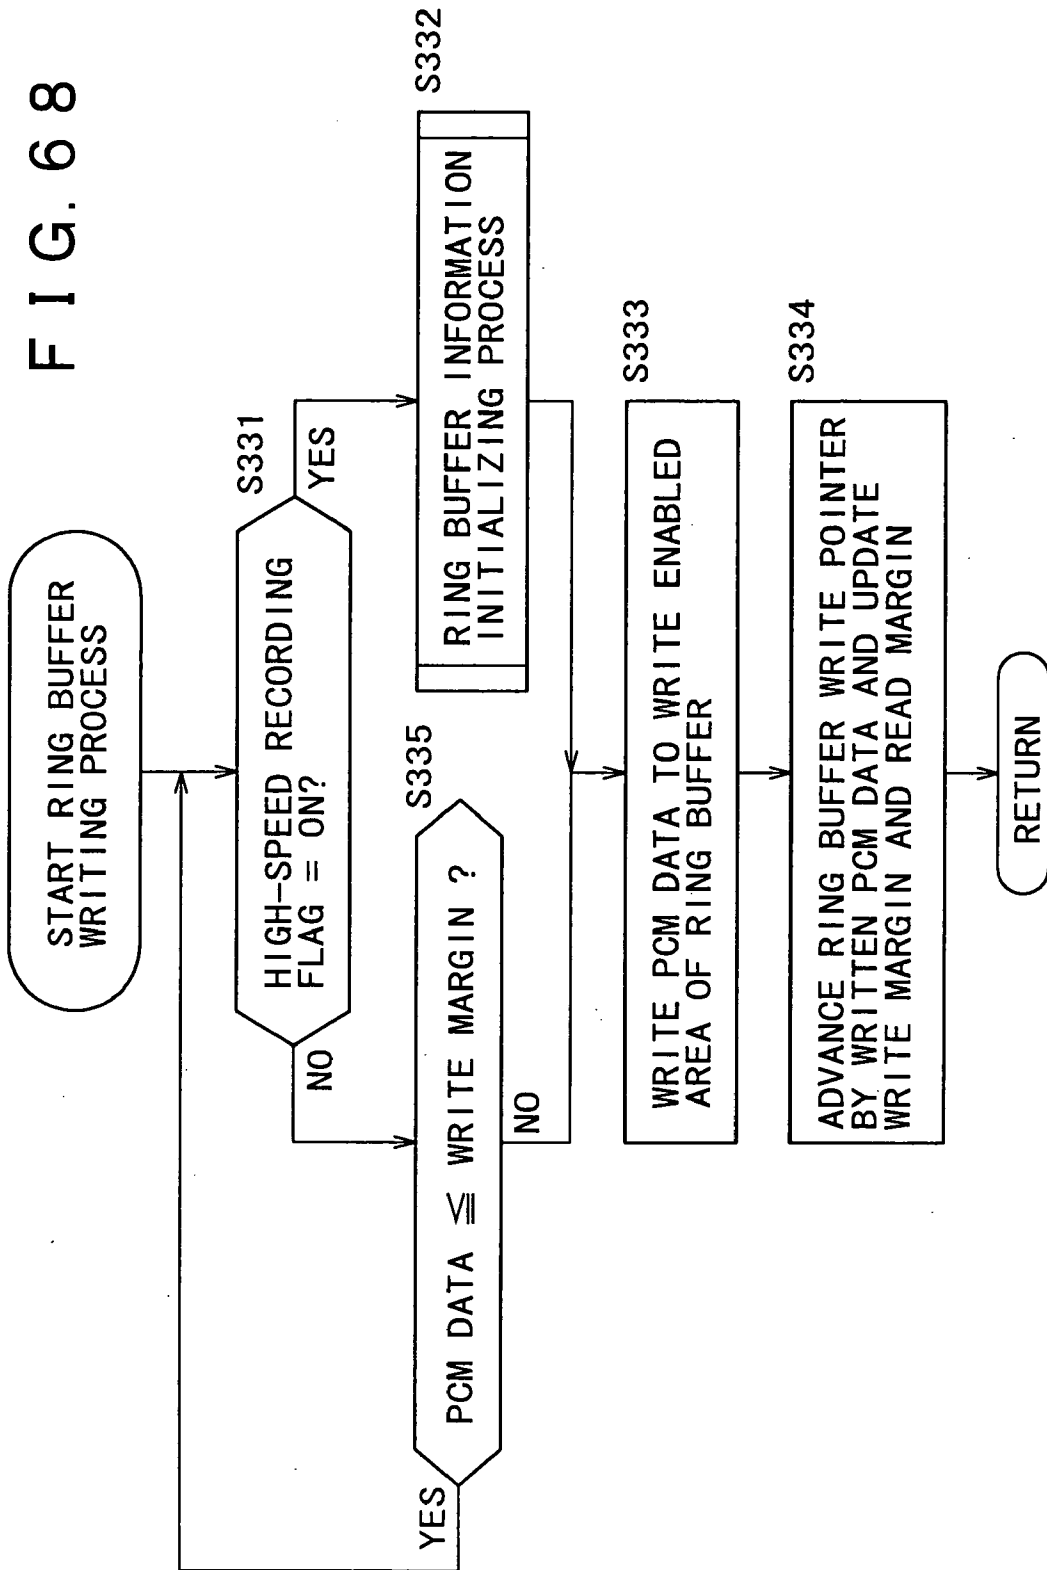 FIG. 68
START RING BUFFER
WRITING PROCESS
S331
HIGH-SPEED RECORDING
FLAG = ON?
NO
YES
S335
PCM DATA ≦ WRITE MARGIN ?
YES
NO
S332
RING BUFFER INFORMATION
INITIALIZING PROCESS
S333
WRITE PCM DATA TO WRITE ENABLED
AREA OF RING BUFFER
S334
ADVANCE RING BUFFER WRITE POINTER
BY WRITTEN PCM DATA AND UPDATE
WRITE MARGIN AND READ MARGIN
RETURN